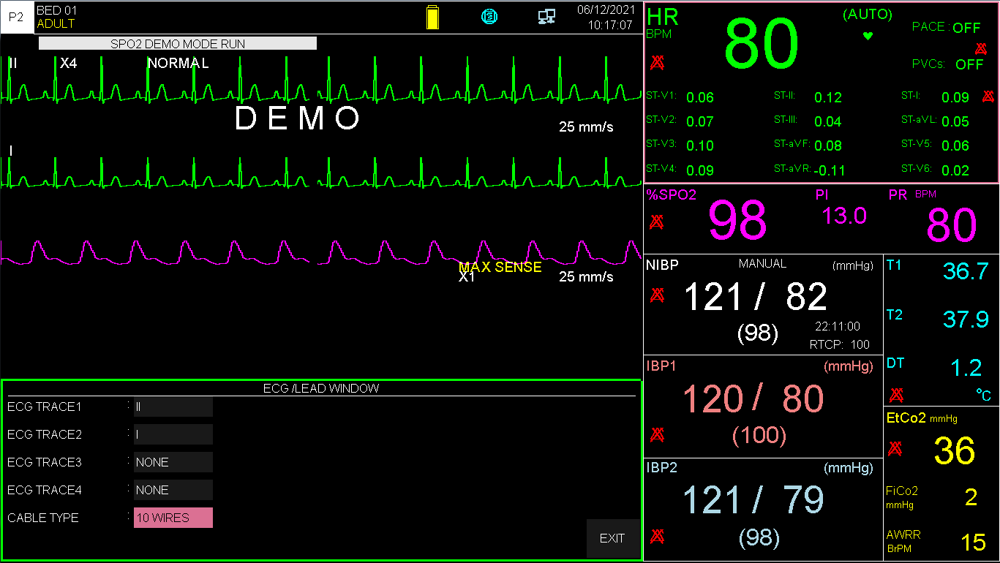 P2
BED 01
ADULT
06/12/2021
10:17:07
SPO2 DEMO MODE RUN
II X4 NORMAL
DEMO
25 mm/s
I
MAX SENSE
X1
25 mm/s
ECG /LEAD WINDOW
ECG TRACE1 : II
ECG TRACE2 : I
ECG TRACE3 : NONE
ECG TRACE4 : NONE
CABLE TYPE : 10 WIRES
EXIT
HR
BPM
80
(AUTO)
PACE : OFF
PVCs: OFF
ST-V1: 0.06 ST-II: 0.12 ST-I: 0.09
ST-V2: 0.07 ST-III: 0.04 ST-aVL: 0.05
ST-V3: 0.10 ST-aVF: 0.08 ST-V5: 0.06
ST-V4: 0.09 ST-aVR: -0.11 ST-V6: 0.02
%SPO2 98
PI 13.0
PR BPM 80
NIBP MANUAL (mmHg)
121 / 82
(98)
22:11:00
RTCP: 100
IBP1 (mmHg)
120 / 80
(100)
IBP2 (mmHg)
121 / 79
(98)
T1 36.7
T2 37.9
DT 1.2
°C
EtCo2 mmHg
36
FiCo2
mmHg
2
AWRR
BrPM
15